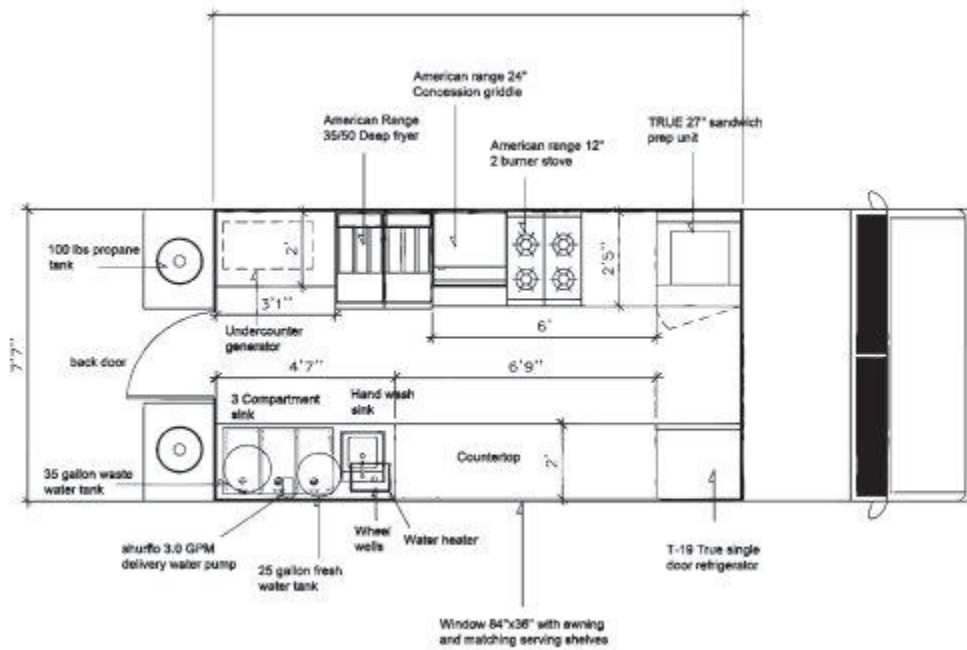 American range 24"
Concession griddle
American Range
35/50 Deep fryer
American range 12"
2 burner stove
TRUE 27" sandwich
prep unit
100 lbs propane
tank
2'
2'5"
3'1"
Undercounter
generator
6'
7'7"
back door
4'7"
6'9"
3 Compartment
sink
Hand wash
sink
Countertop
2'
35 gallon waste
water tank
shurflo 3.0 GPM
delivery water pump
25 gallon fresh
water tank
Wheel
wells
Water heater
T-19 True single
door refrigerator
Window 84"x36" with awning
and matching serving shelves